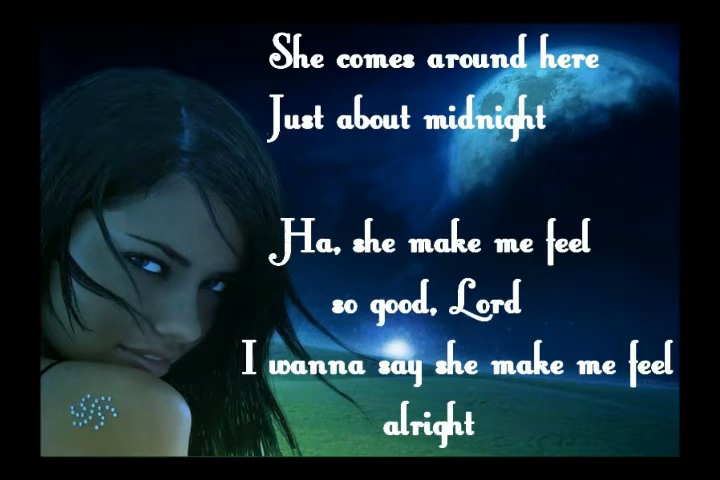 She comes around here
Just about midnight
Ha, she make me feel
so good, Lord
I wanna say she make me feel
alright